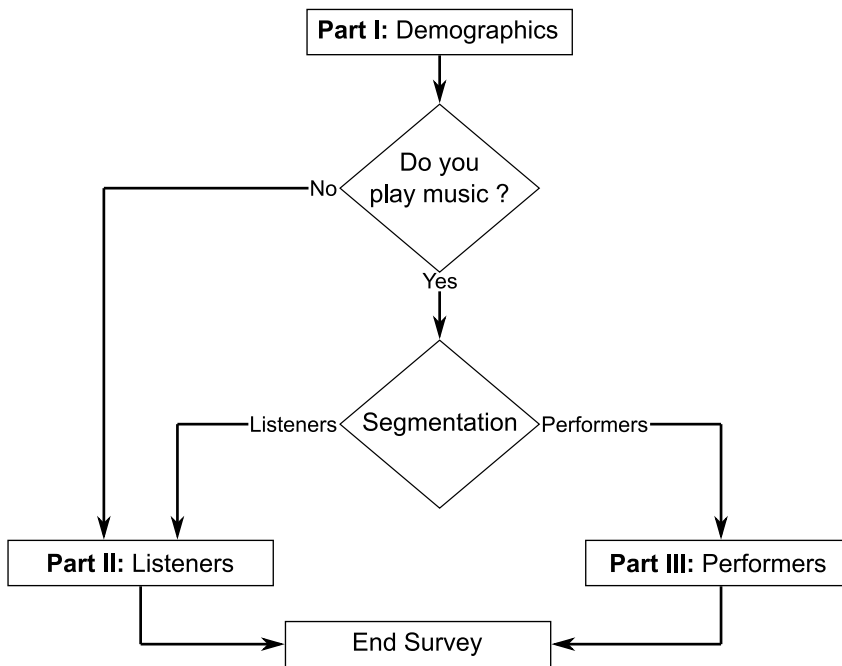 Part I: Demographics
Do you
play music ?
No
Yes
Listeners
Segmentation
Performers
Part II: Listeners
Part III: Performers
End Survey